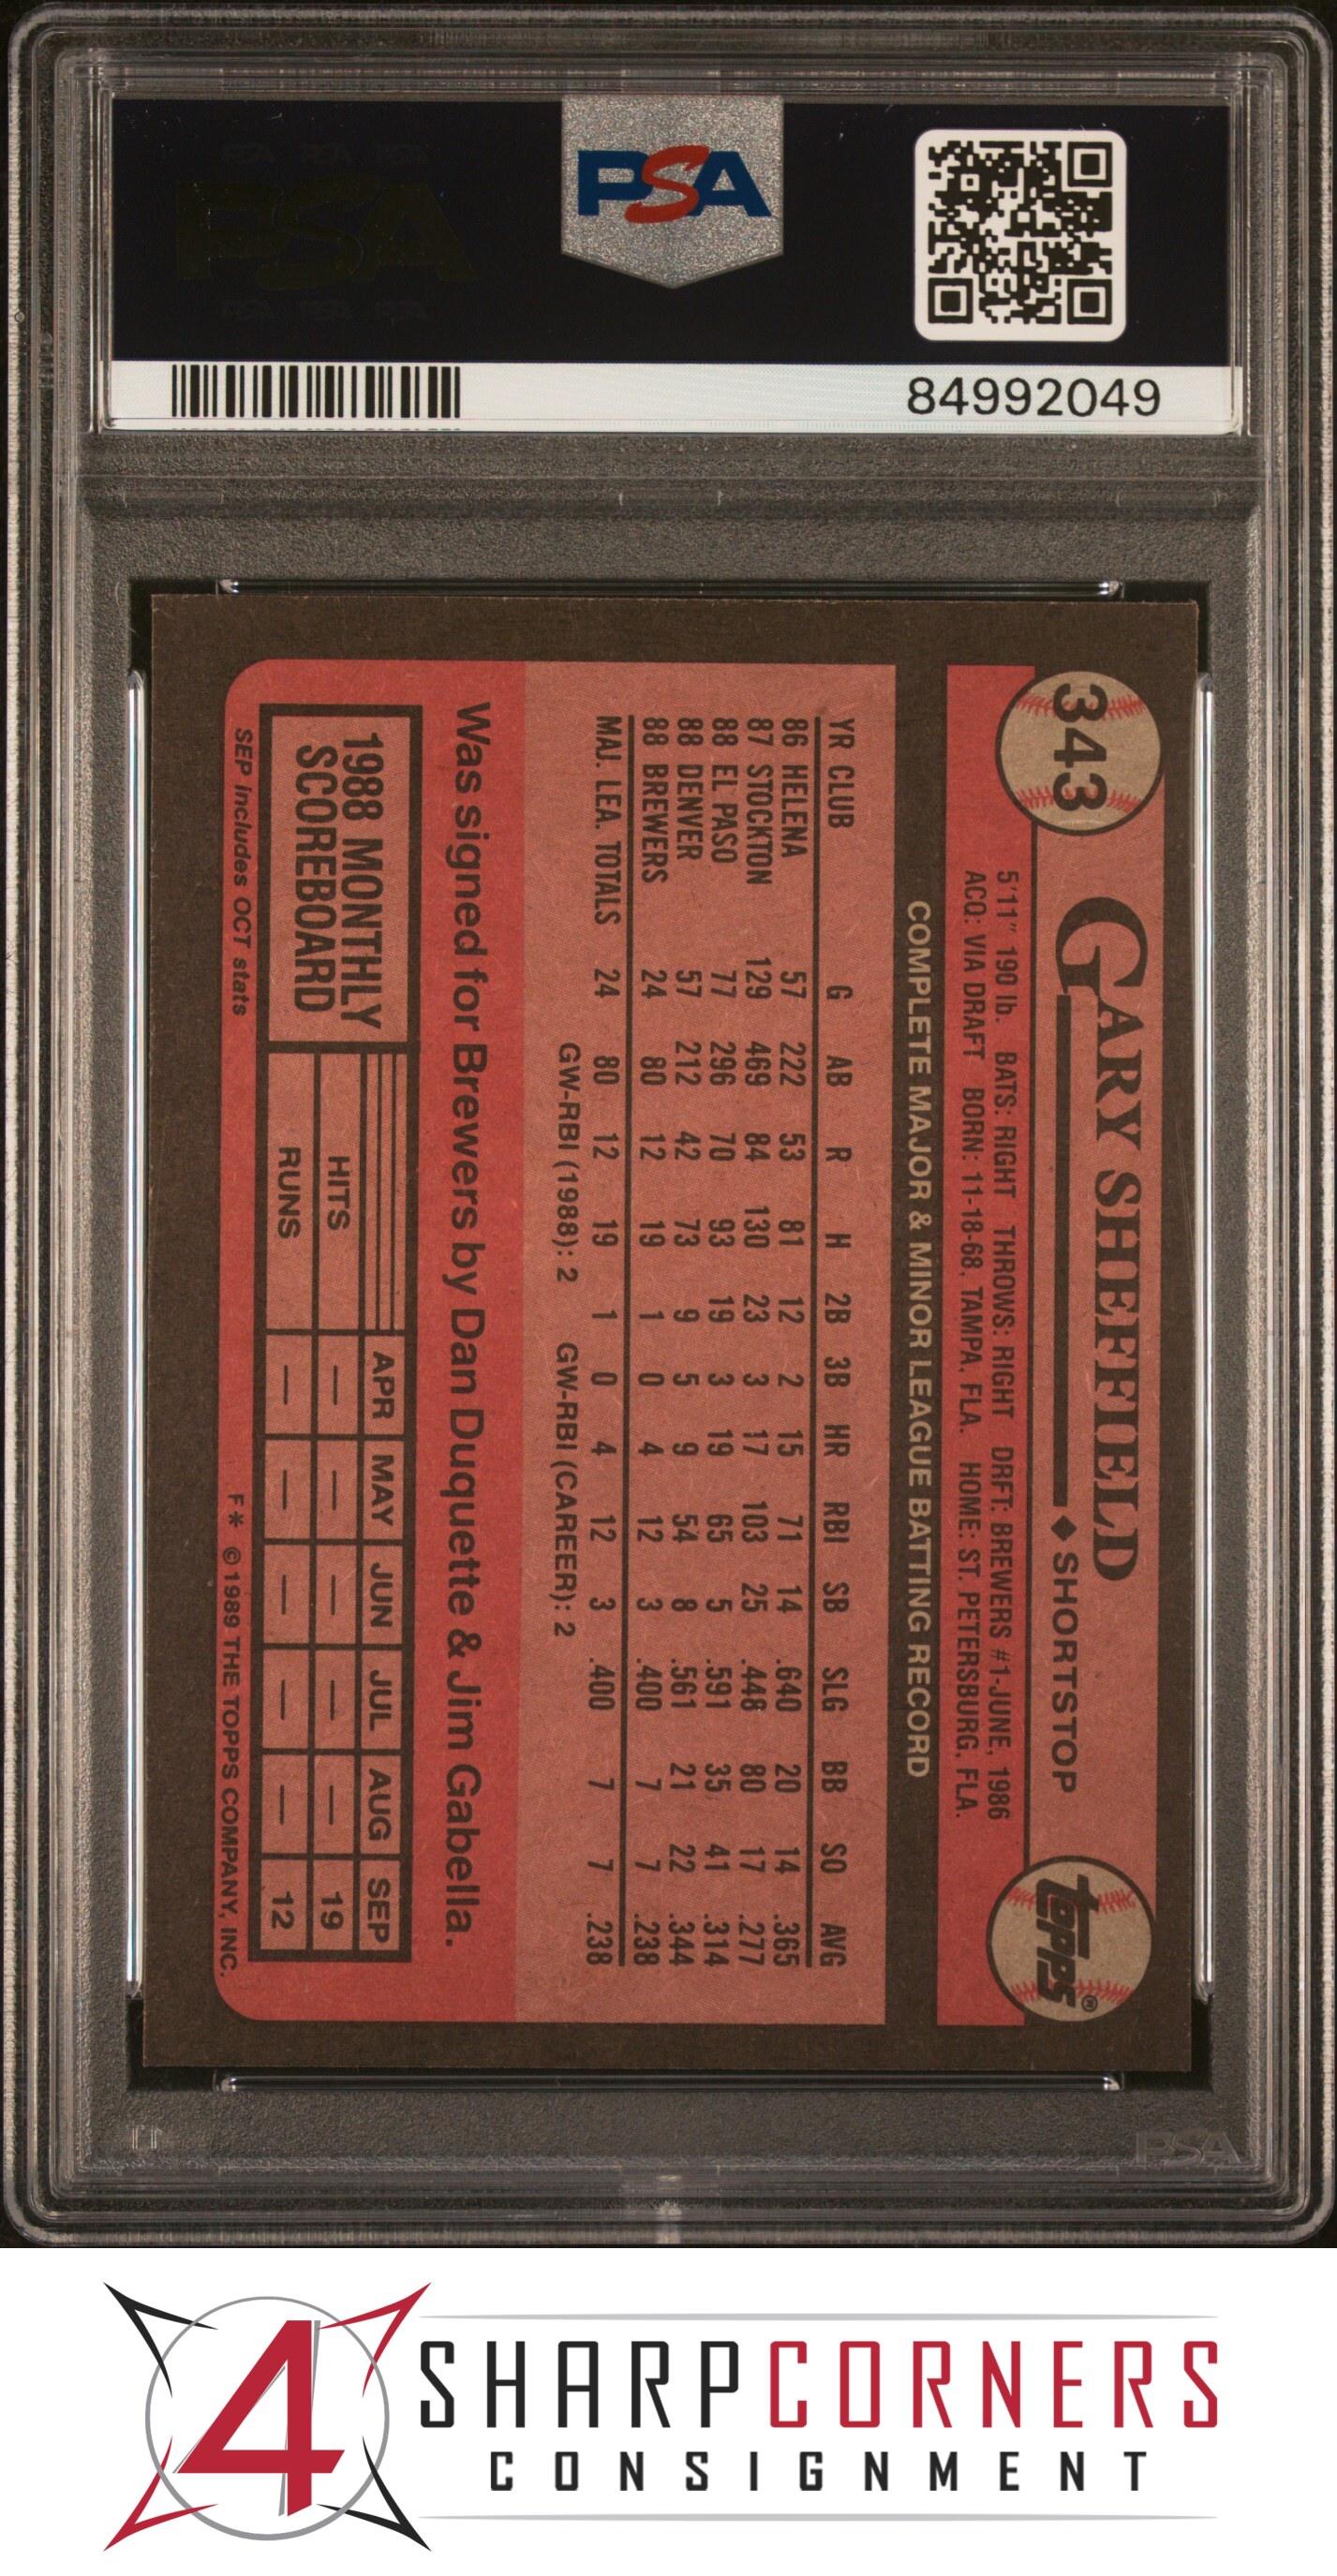 PSA PSA PSA
PSA
PSA PSA PSA
PSA
84992049
343
GARY SHEFFIELD
◆ SHORTSTOP
topps®
5'11" 190 lb. BATS: RIGHT THROWS: RIGHT DRFT: BREWERS #1-JUNE, 1986
ACQ: VIA DRAFT BORN: 11-18-68, TAMPA, FLA. HOME: ST. PETERSBURG, FLA.
COMPLETE MAJOR & MINOR LEAGUE BATTING RECORD
YR CLUB G AB R H 2B 3B HR RBI SB SLG BB SO AVG
86 HELENA 57 222 53 81 12 2 15 71 14 .640 20 14 .365
87 STOCKTON 129 469 84 130 23 3 17 103 25 .448 80 17 .277
88 EL PASO 77 296 70 93 19 3 19 65 5 .591 35 41 .314
88 DENVER 57 212 42 73 9 5 9 54 8 .561 21 22 .344
88 BREWERS 24 80 12 19 1 0 4 12 3 .400 7 7 .238
MAJ. LEA. TOTALS 24 80 12 19 1 0 4 12 3 .400 7 7 .238
GW-RBI (1988): 2 GW-RBI (CAREER): 2
Was signed for Brewers by Dan Duquette & Jim Gabella.
1988 MONTHLY
SCOREBOARD
APR MAY JUN JUL AUG SEP
HITS — — — — — 19
RUNS — — — — — 12
SEP includes OCT stats
F* © 1989 THE TOPPS COMPANY, INC.
PSA
4
SHARPCORNERS
CONSIGNMENT